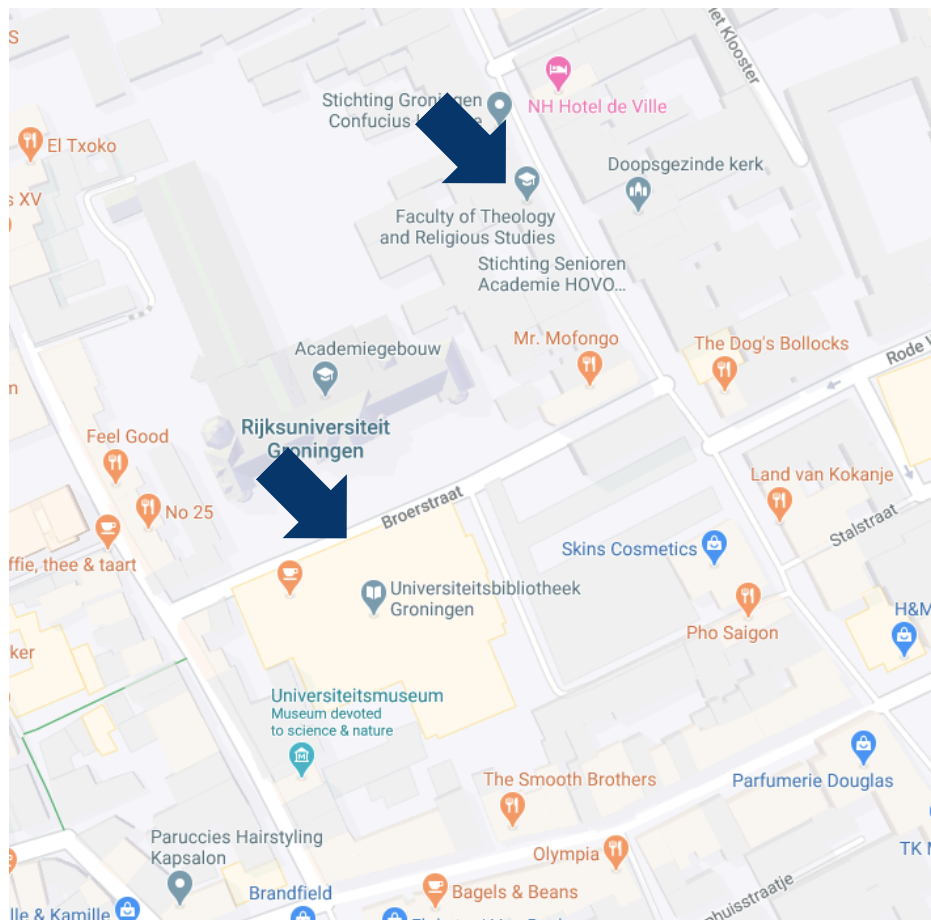 S
et Klooster
Stichting Groningen
Confucius
NH Hotel de Ville
El Txoko
Doopsgezinde kerk
s XV
Faculty of Theology
and Religious Studies
Stichting Senioren
Academie HOVO...
Mr. Mofongo
The Dog's Bollocks
Academiegebouw
Rode
m
Rijksuniversiteit
Groningen
Feel Good
Land van Kokanje
Broerstraat
No 25
Stalstraat
Skins Cosmetics
ffie, thee & taart
Universiteitsbibliotheek
Groningen
H&M
Pho Saigon
ker
Universiteitsmuseum
Museum devoted
to science & nature
The Smooth Brothers
Parfumerie Douglas
Paruccies Hairstyling
Kapsalon
Olympia
TK
Brandfield
Bagels & Beans
huisstraatje
lle & Kamille